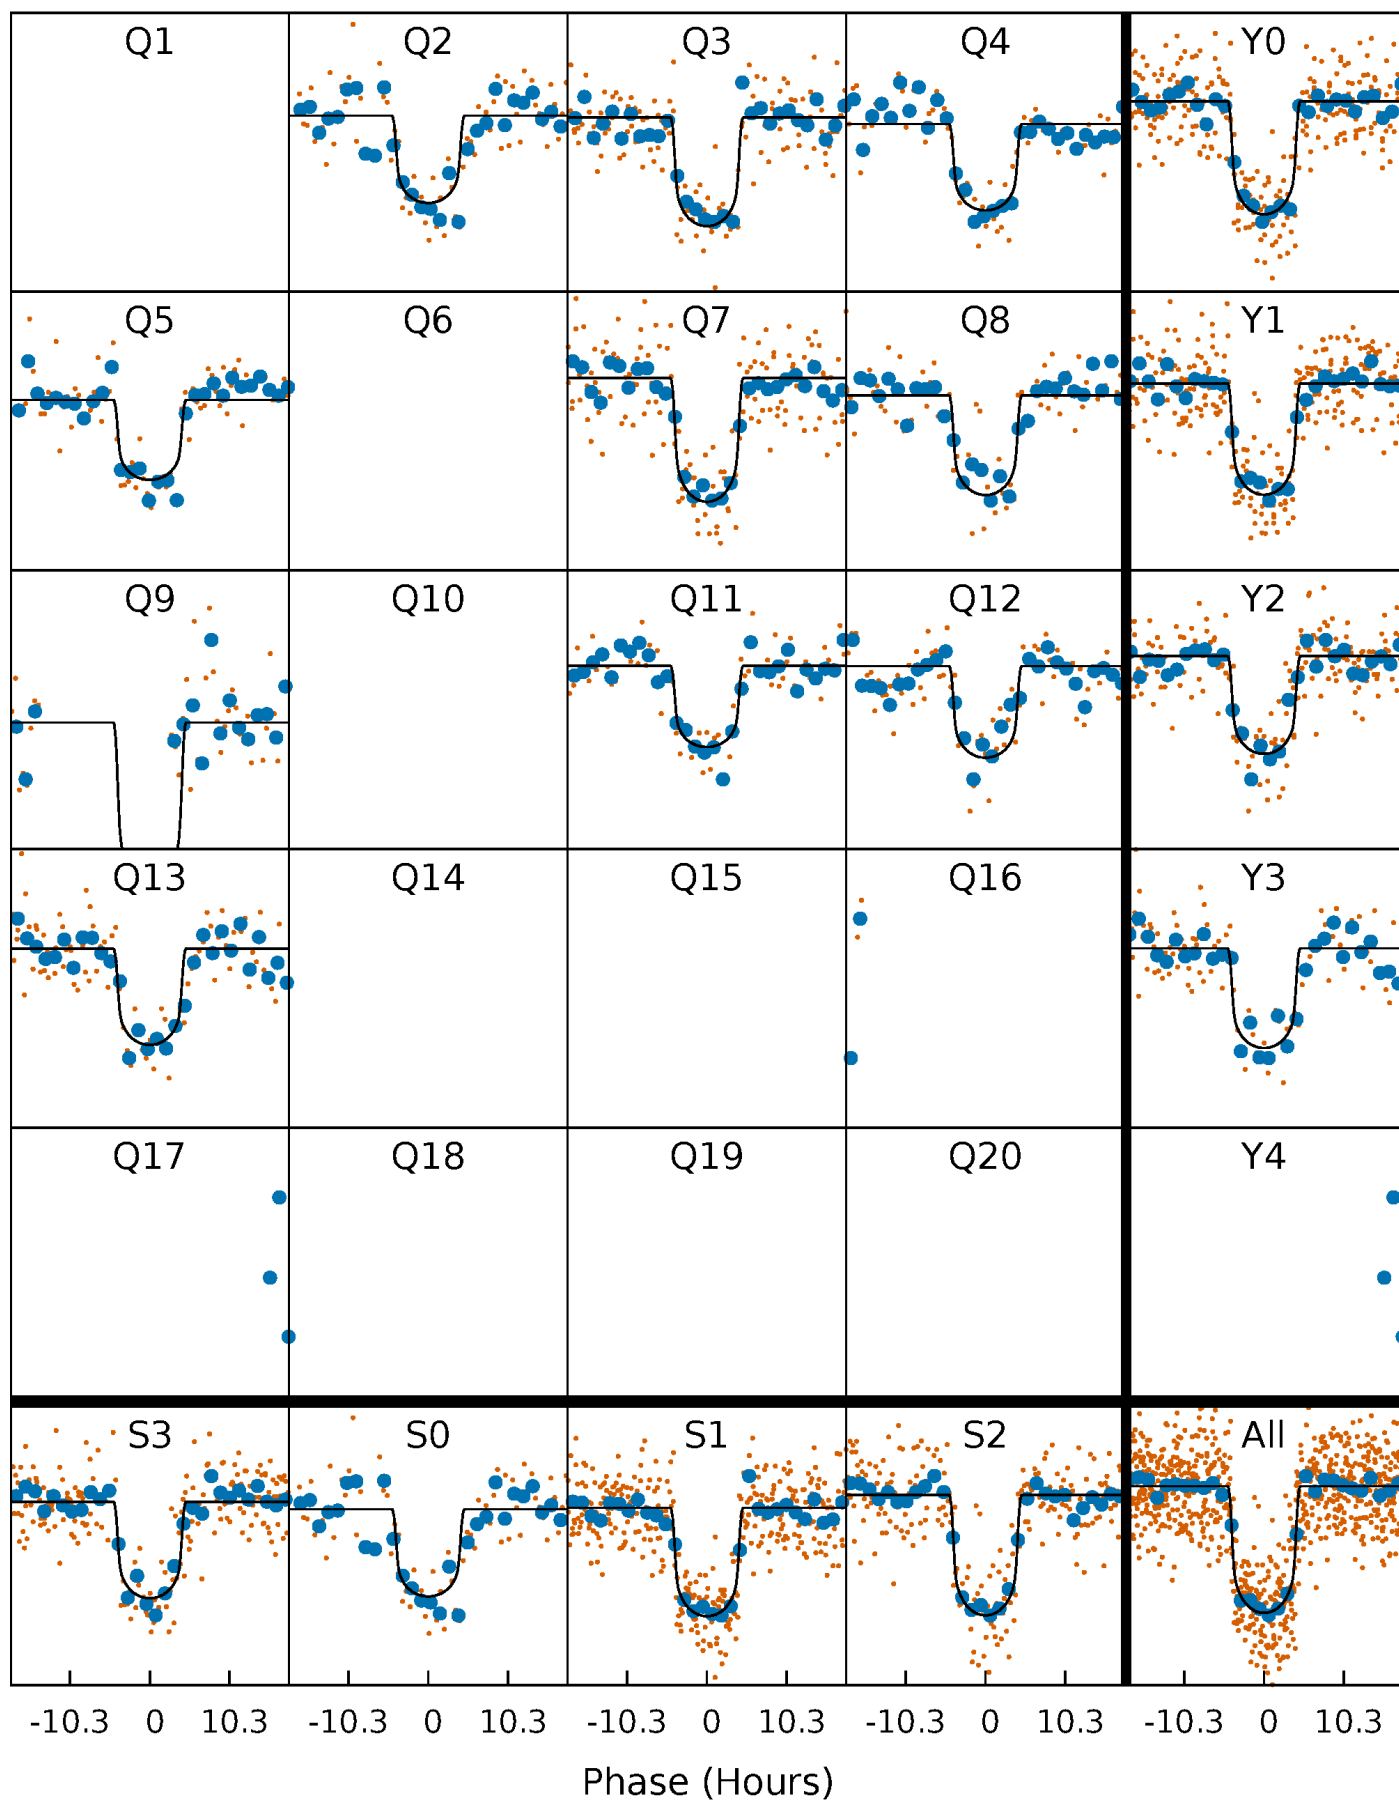 Q1 Q2 Q3 Q4 Y0
Q5 Q6 Q7 Q8 Y1
Q9 Q10 Q11 Q12 Y2
Q13 Q14 Q15 Q16 Y3
Q17 Q18 Q19 Q20 Y4
S3 S0 S1 S2 All
-10.3 0 10.3 -10.3 0 10.3 -10.3 0 10.3 -10.3 0 10.3 -10.3 0 10.3
Phase (Hours)